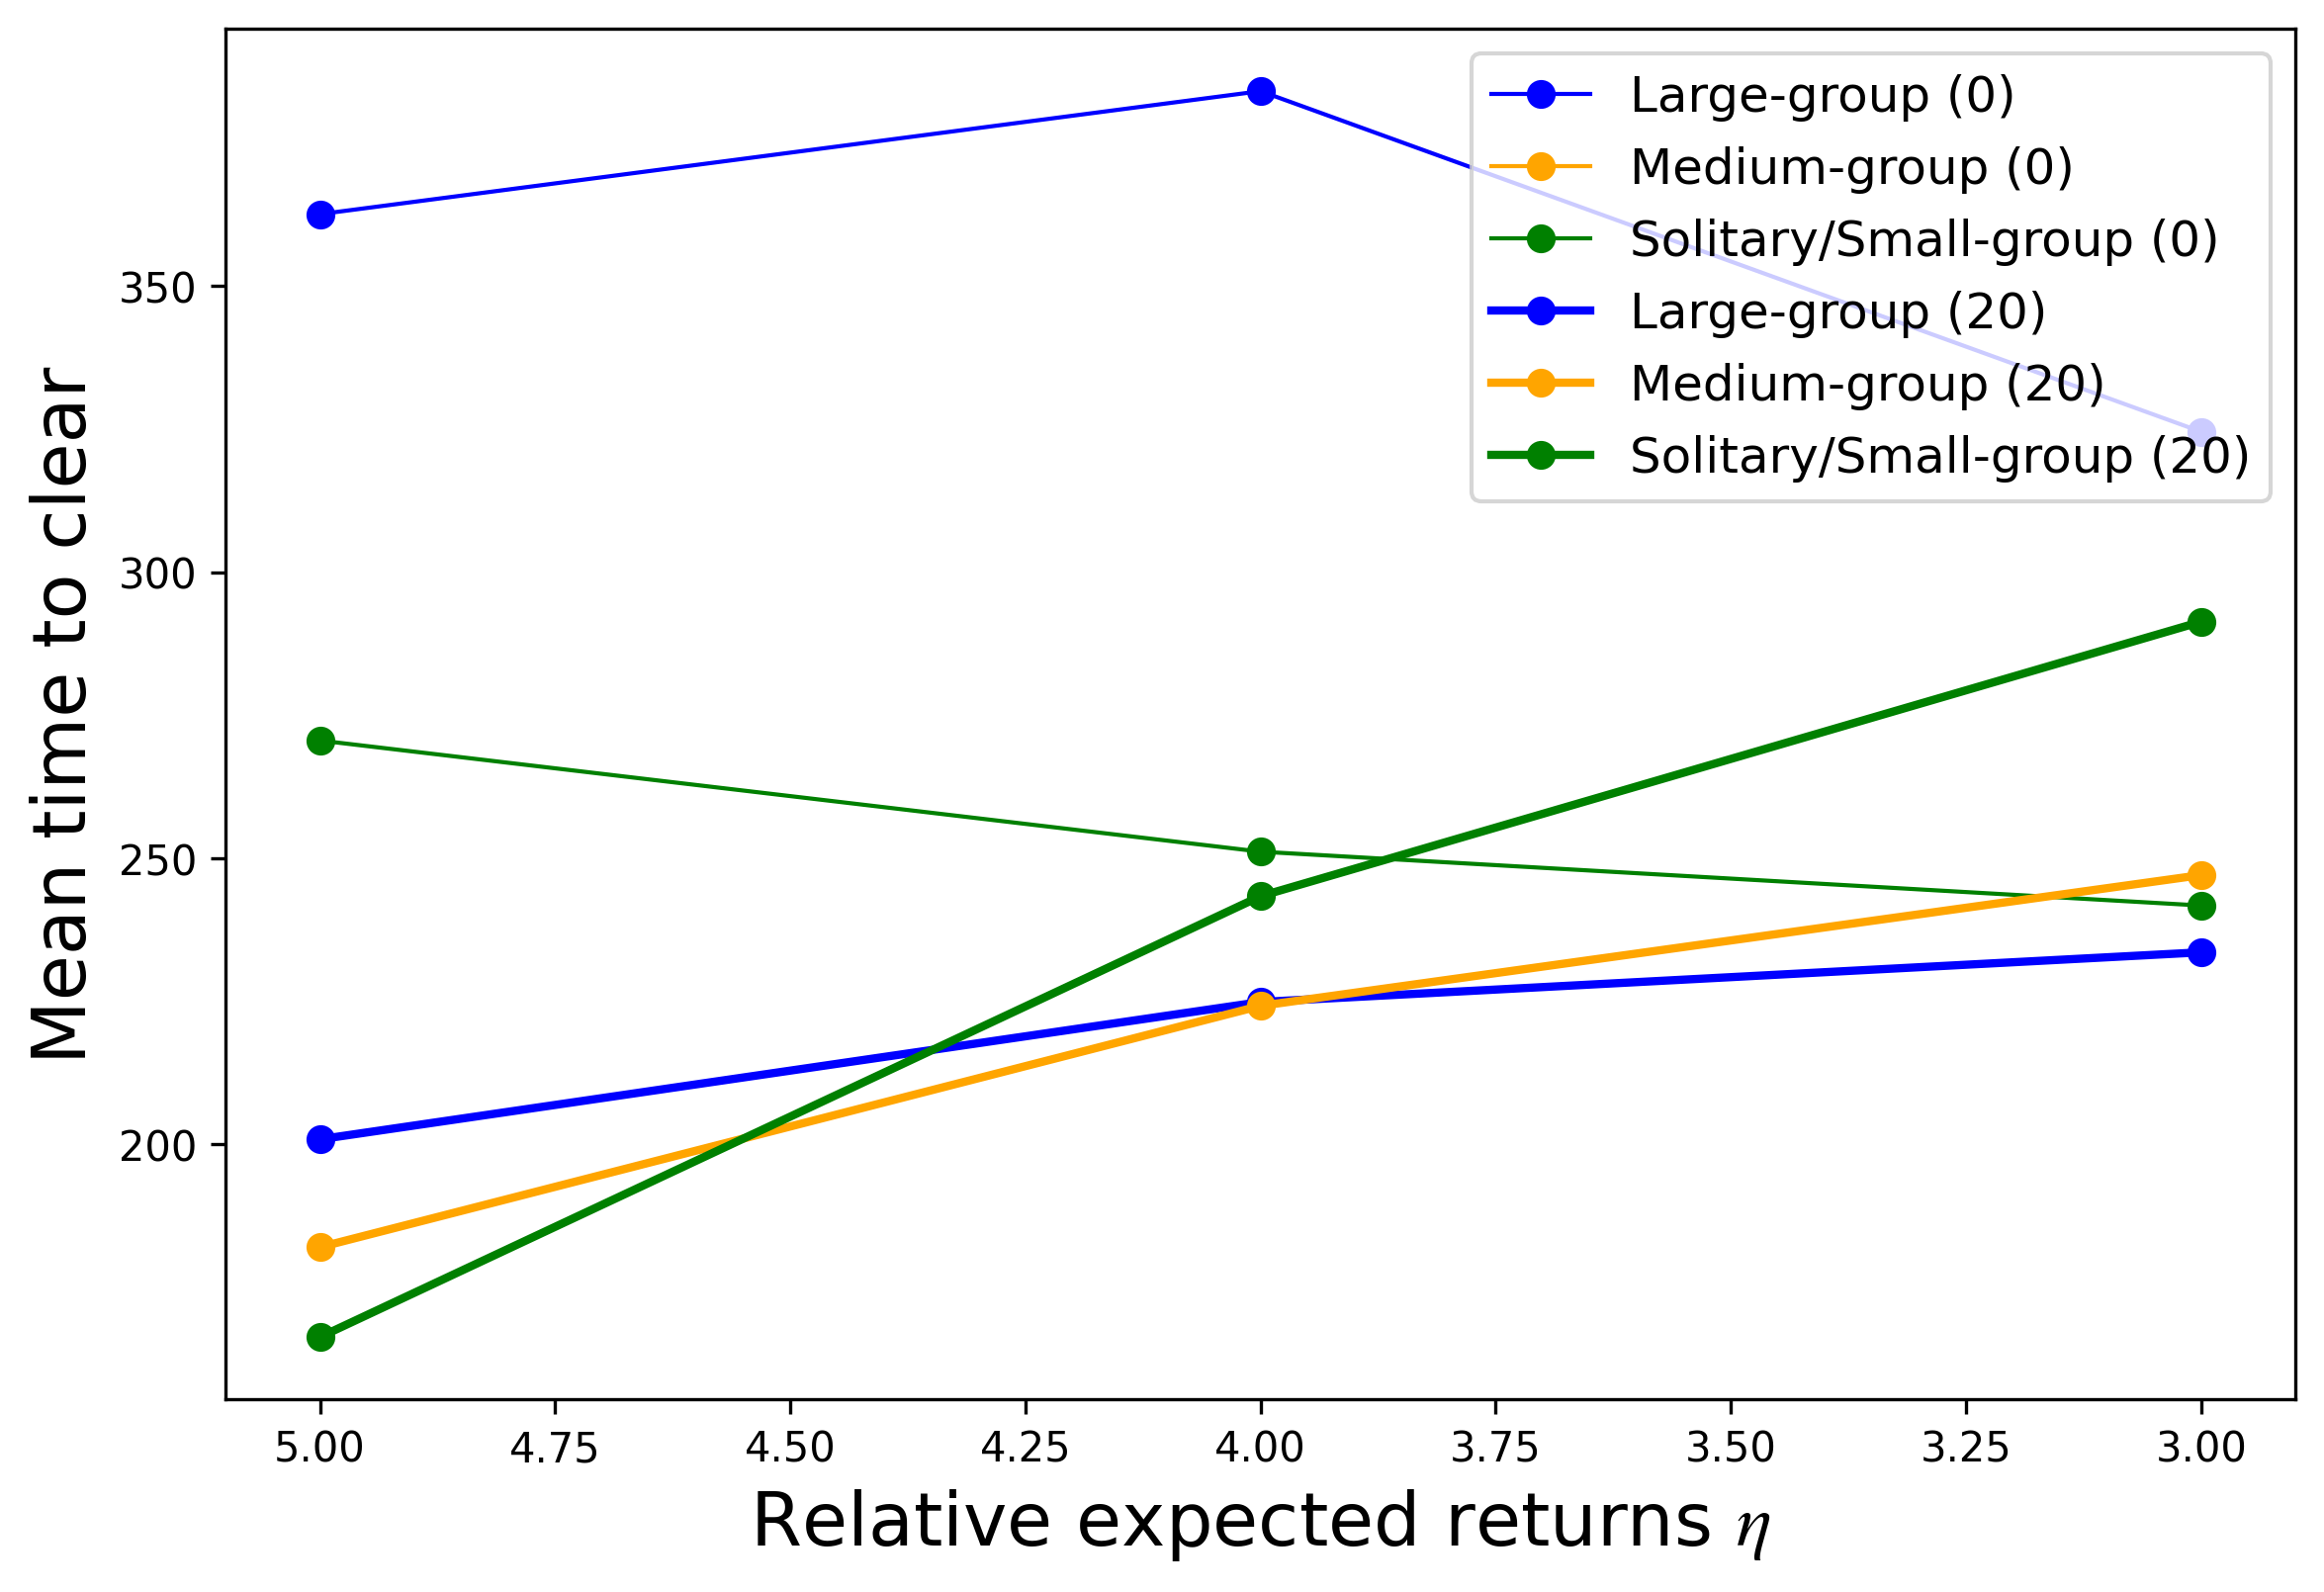 Large-group (0)
Medium-group (0)
Solitary/Small-group (0)
Large-group (20)
Medium-group (20)
Solitary/Small-group (20)
Mean time to clear
350
300
250
200
5.00 4.75 4.50 4.25 4.00 3.75 3.50 3.25 3.00
Relative expected returns η